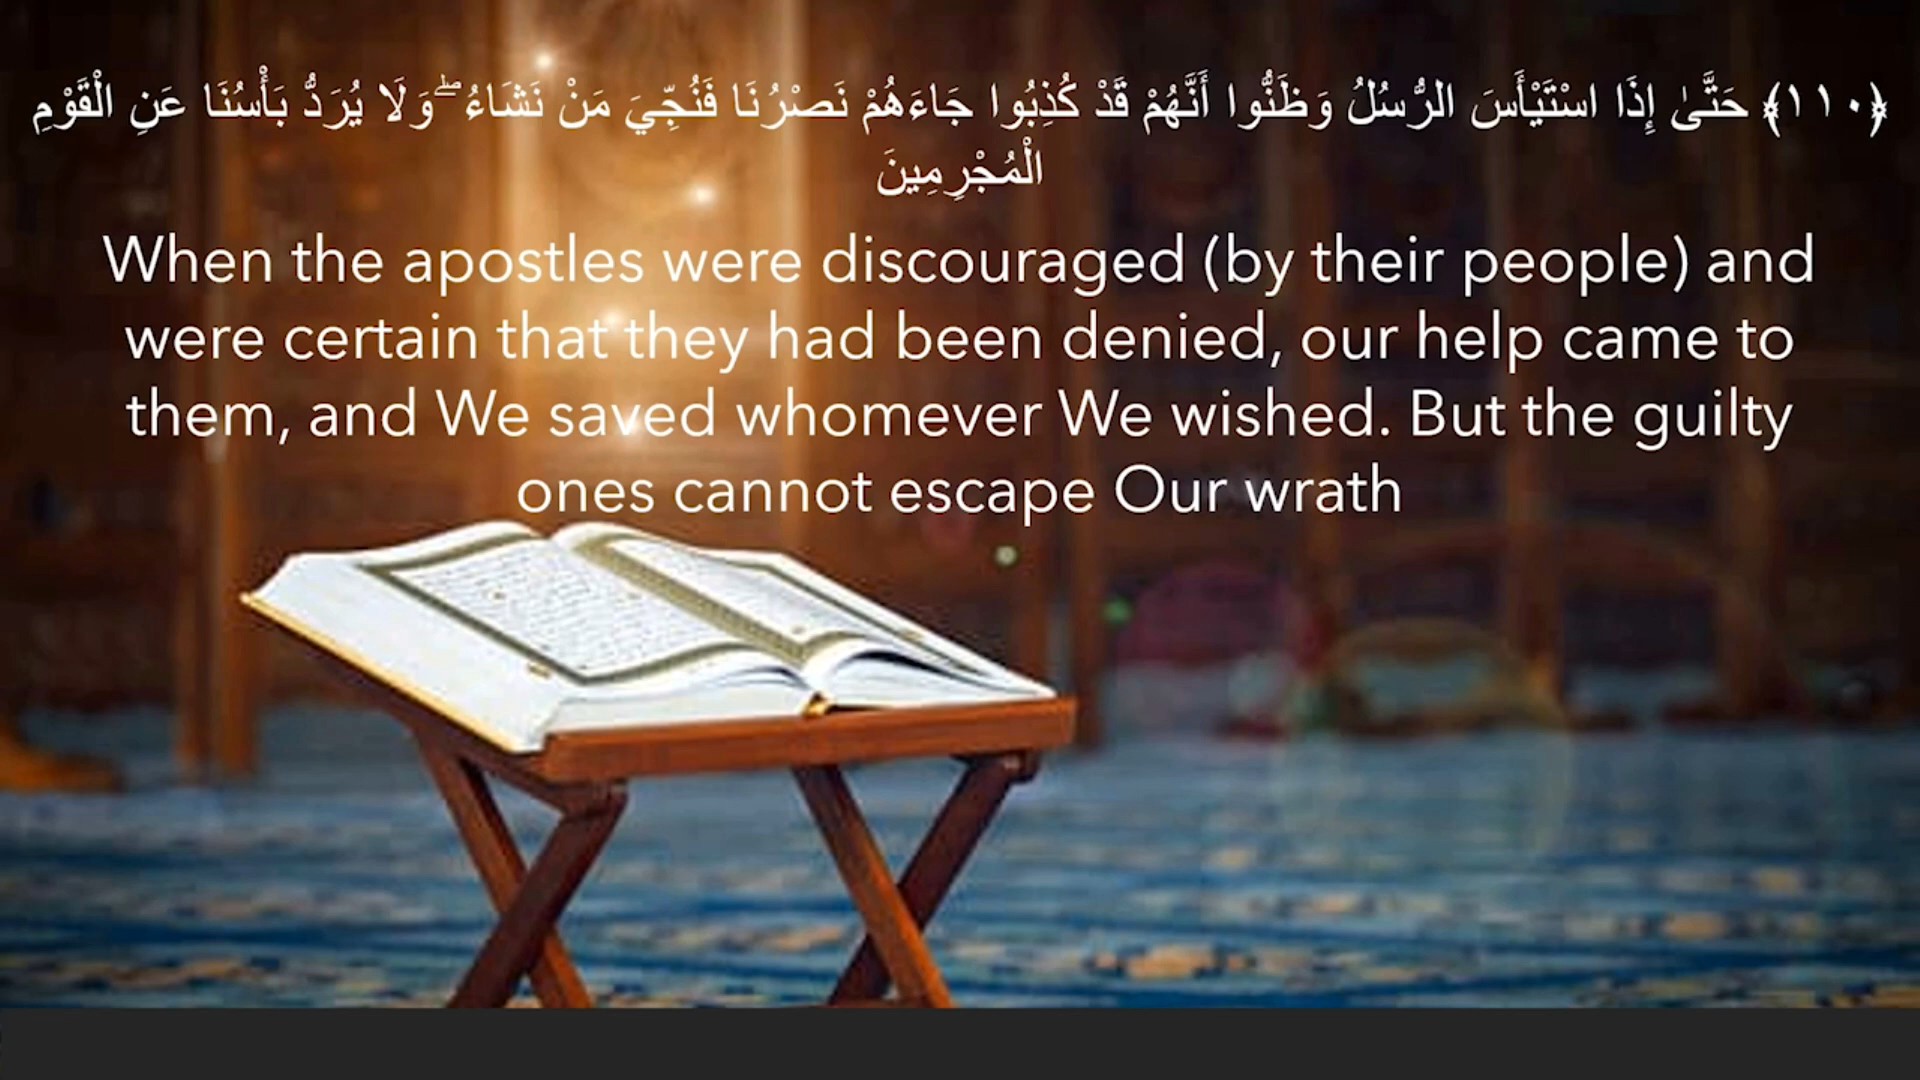 ﴿١١٠﴾ حَتَّىٰ إِذَا اسْتَيْأَسَ الرُّسُلُ وَظَنُّوا أَنَّهُمْ قَدْ كُذِبُوا جَاءَهُمْ نَصْرُنَا فَنُجِّيَ مَنْ نَشَاءُ ۖ وَلَا يُرَدُّ بَأْسُنَا عَنِ الْقَوْمِ
الْمُجْرِمِينَ
When the apostles were discouraged (by their people) and
were certain that they had been denied, our help came to
them, and We saved whomever We wished. But the guilty
ones cannot escape Our wrath